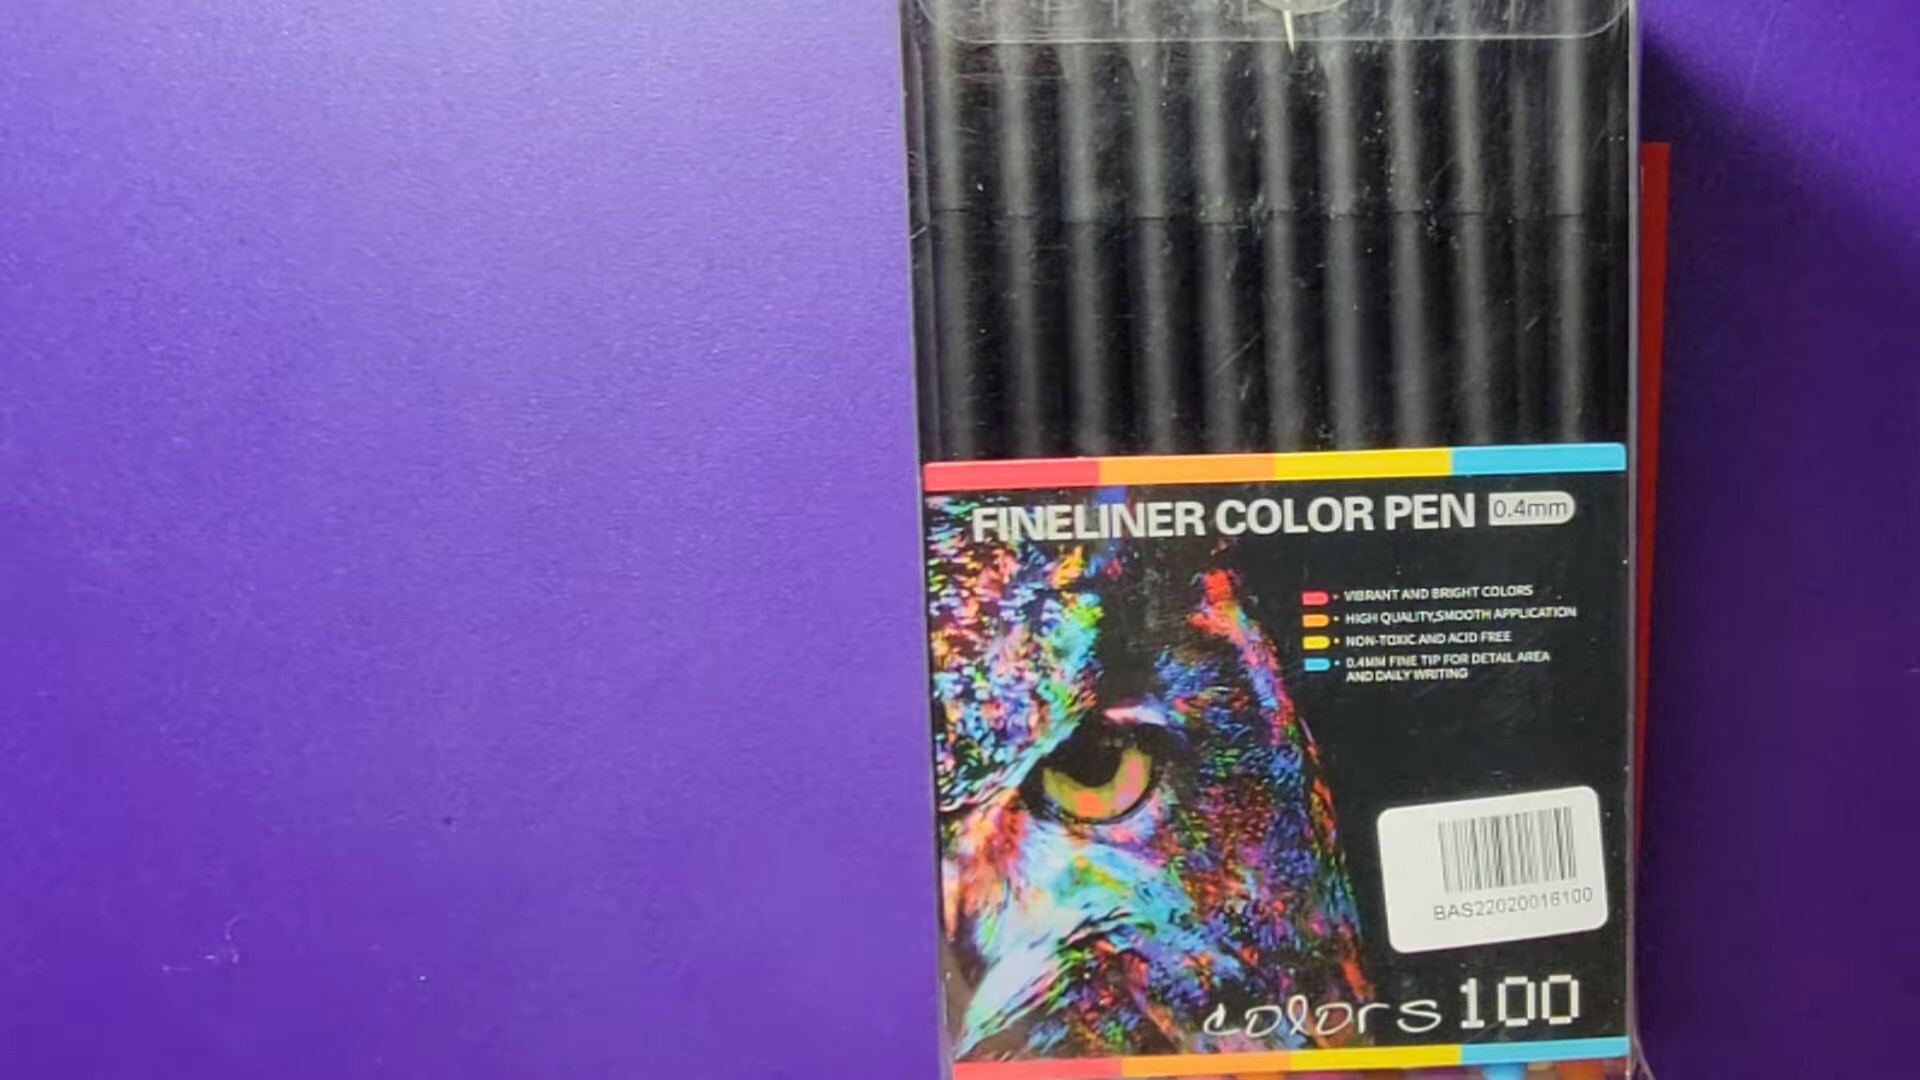 FINELINER COLOR PEN 0.4mm
• VIBRANT AND BRIGHT COLORS
• HIGH QUALITY,SMOOTH APPLICATION
• NON-TOXIC AND ACID FREE
• 0.4MM FINE TIP FOR DETAIL AREA
AND DAILY WRITING
BAS22020016100
colors 100